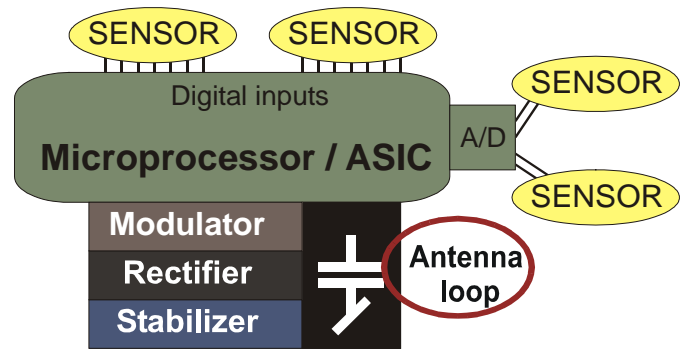 SENSOR
SENSOR
Digital inputs
Microprocessor / ASIC
A/D
SENSOR
SENSOR
Modulator
Rectifier
Stabilizer
Antenna
loop